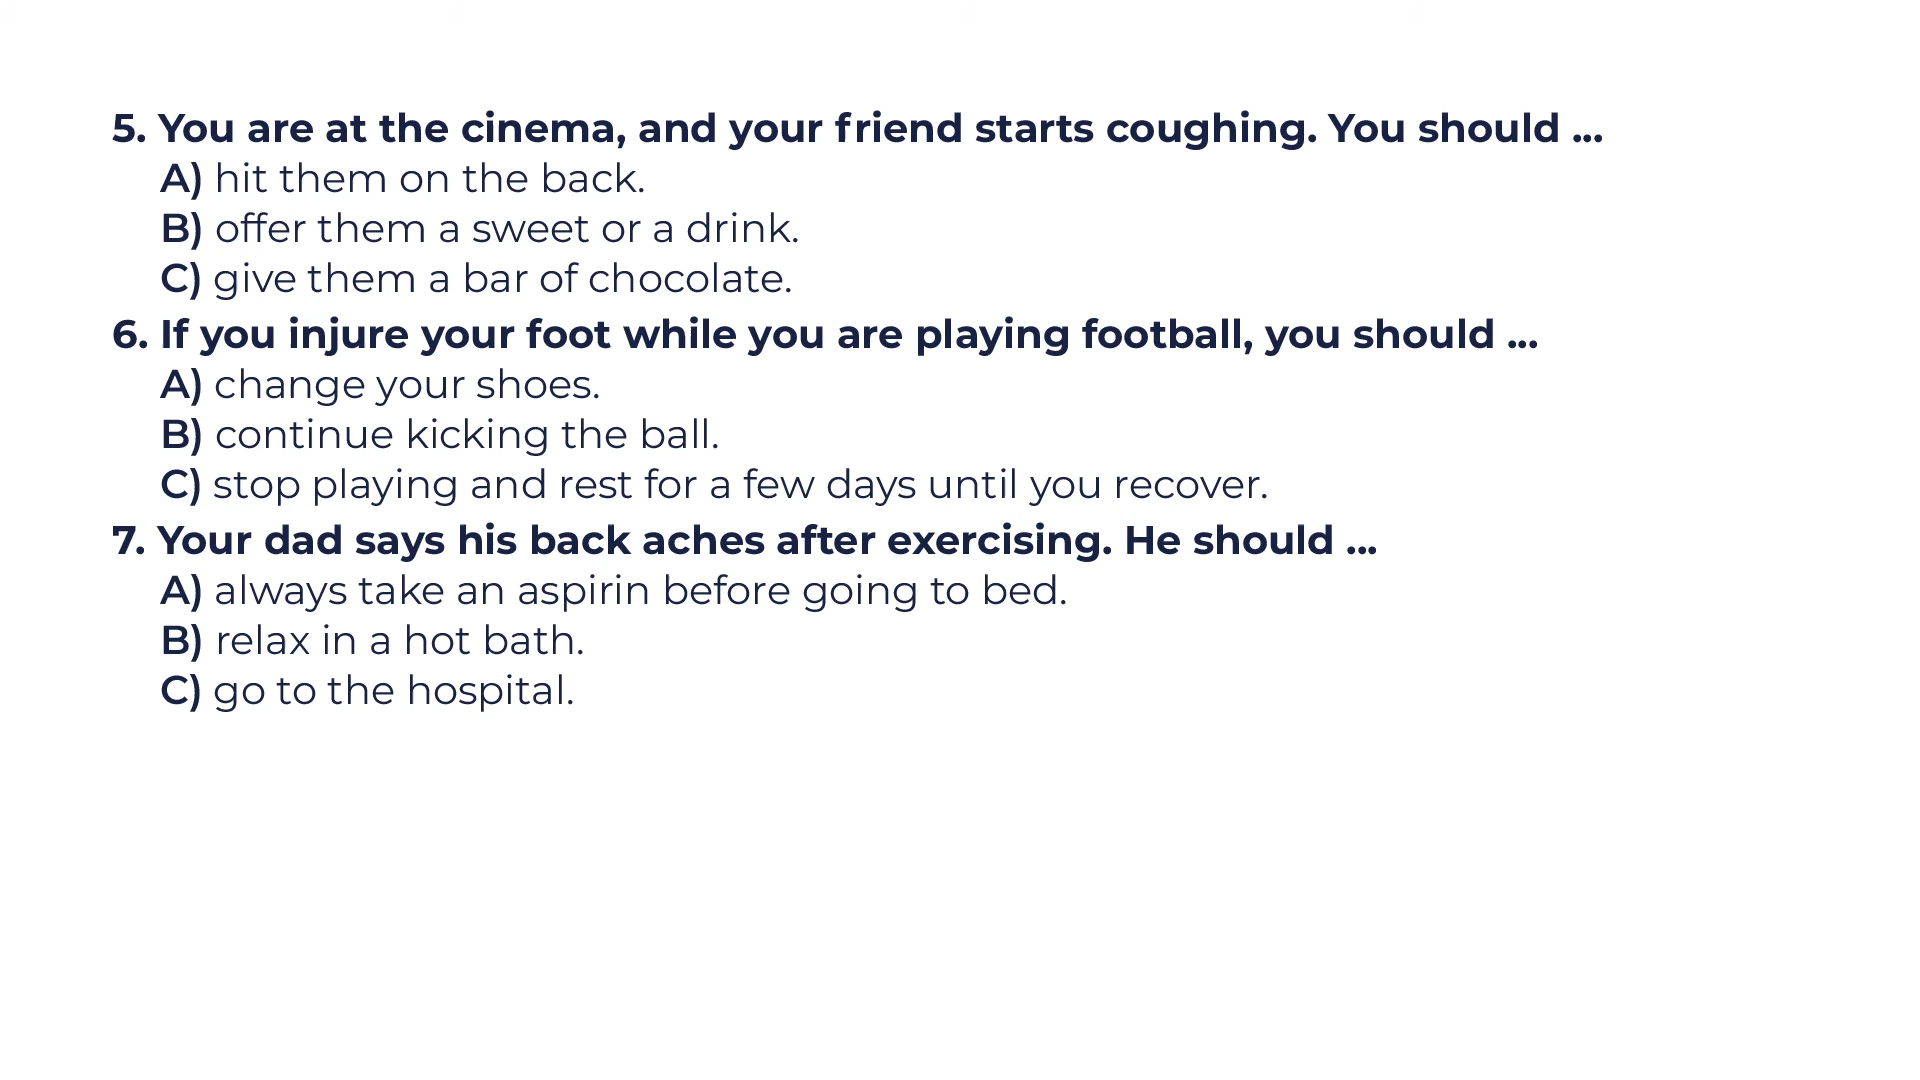 5. You are at the cinema, and your friend starts coughing. You should ...
A) hit them on the back.
B) offer them a sweet or a drink.
C) give them a bar of chocolate.
6. If you injure your foot while you are playing football, you should ...
A) change your shoes.
B) continue kicking the ball.
C) stop playing and rest for a few days until you recover.
7. Your dad says his back aches after exercising. He should ...
A) always take an aspirin before going to bed.
B) relax in a hot bath.
C) go to the hospital.